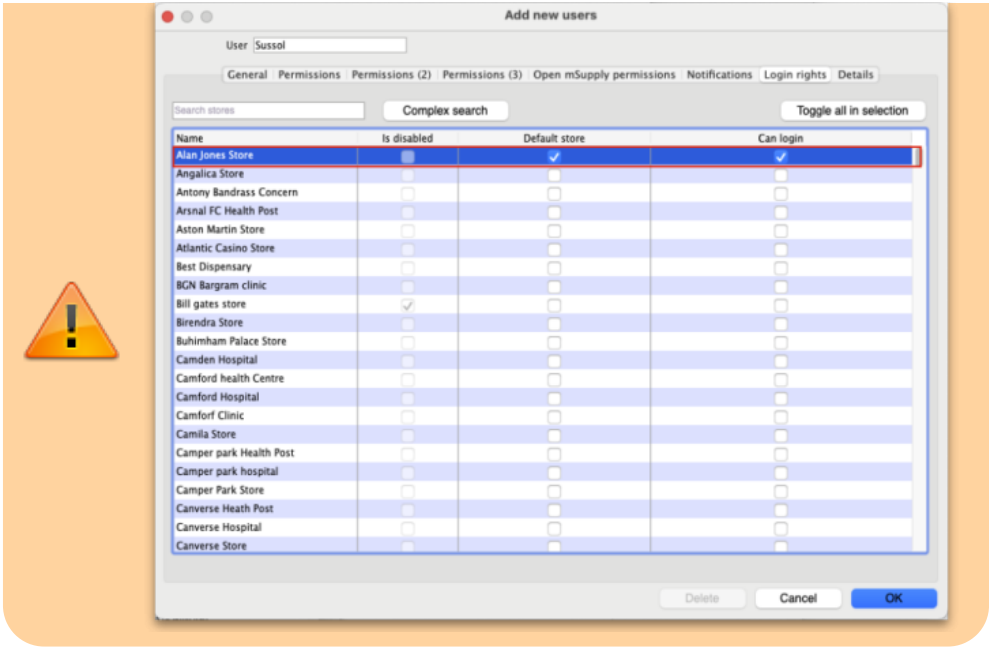 Add new users
User Sussol
General Permissions Permissions (2) Permissions (3) Open mSupply permissions Notifications Login rights Details
Search stores Complex search Toggle all in selection
Name Is disabled Default store Can login
Alan Jones Store
Angalica Store
Antony Bandrass Concern
Arsnal FC Health Post
Aston Martin Store
Atlantic Casino Store
Best Dispensary
BGN Bargram clinic
Bill gates store
Birendra Store
Buhimham Palace Store
Camden Hospital
Camford health Centre
Camford Hospital
Camforf Clinic
Camila Store
Camper park Health Post
Camper park hospital
Camper Park Store
Canverse Heath Post
Canverse Hospital
Canverse Store
Delete Cancel OK